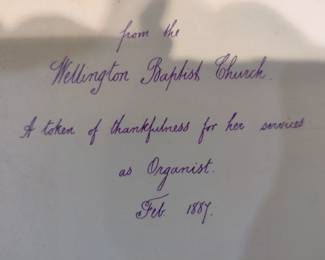 from the
Wellington Baptist Church.
A token of thankfulness for her services
as Organist.
Feb. 1887.